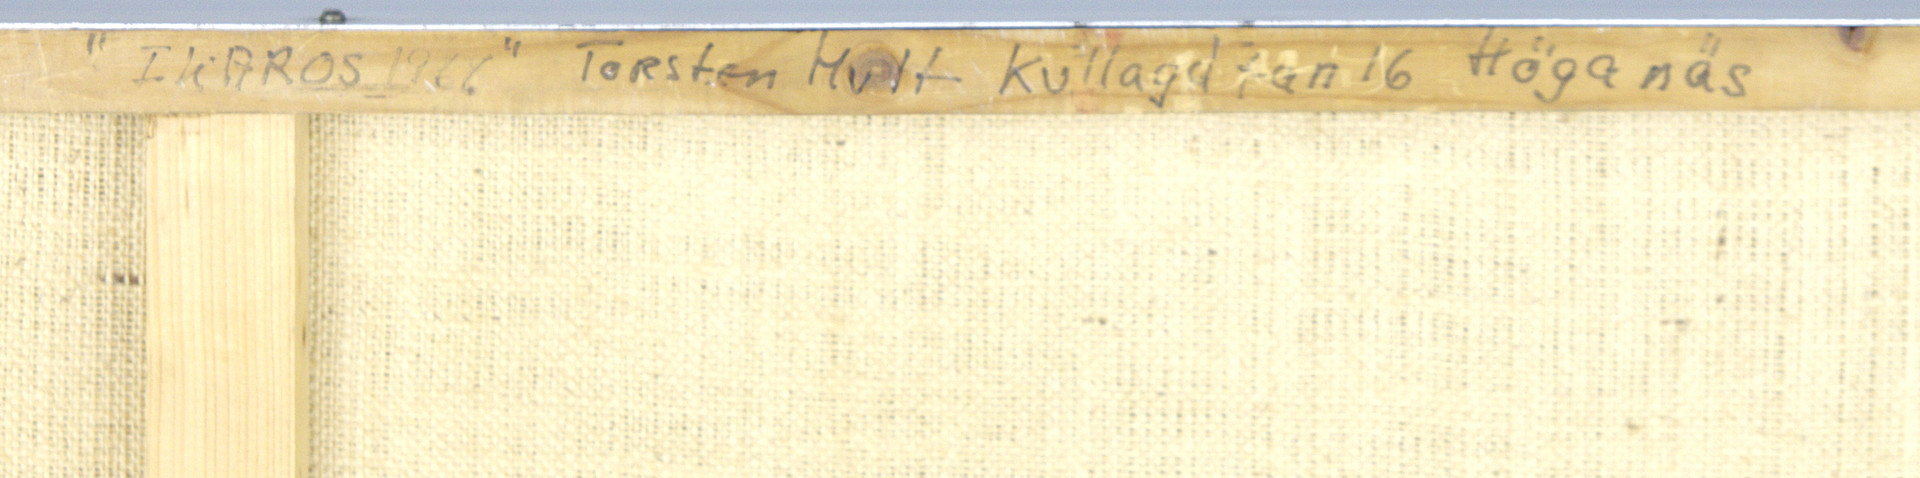 "IKAROS 1966" Torsten Hult Kullagatan 16 Höganäs